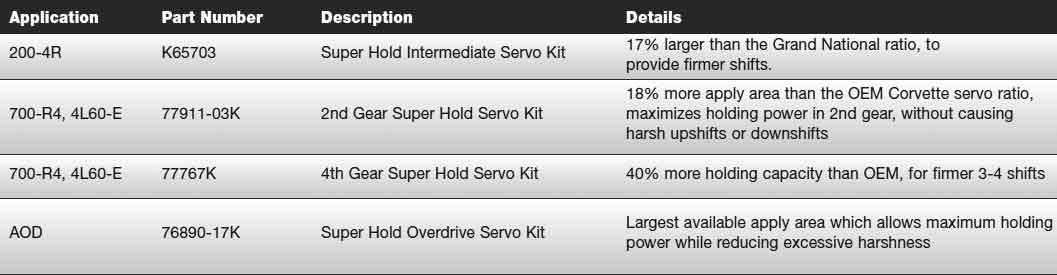 Application Part Number Description Details
200-4R K65703 Super Hold Intermediate Servo Kit 17% larger than the Grand National ratio, to
provide firmer shifts.
700-R4, 4L60-E 77911-03K 2nd Gear Super Hold Servo Kit 18% more apply area than the OEM Corvette servo ratio,
maximizes holding power in 2nd gear, without causing
harsh upshifts or downshifts
700-R4, 4L60-E 77767K 4th Gear Super Hold Servo Kit 40% more holding capacity than OEM, for firmer 3-4 shifts
AOD 76890-17K Super Hold Overdrive Servo Kit Largest available apply area which allows maximum holding
power while reducing excessive harshness